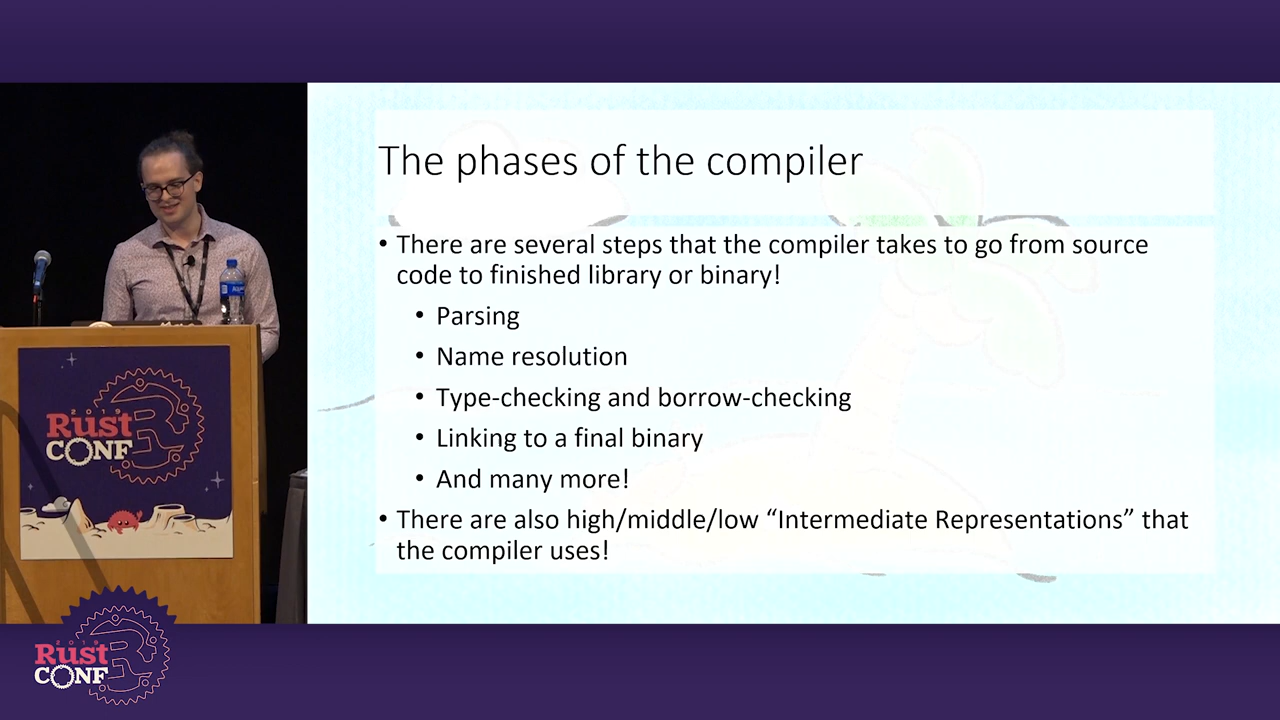 The phases of the compiler
• There are several steps that the compiler takes to go from source
code to finished library or binary!
• Parsing
• Name resolution
• Type-checking and borrow-checking
• Linking to a final binary
• And many more!
• There are also high/middle/low “Intermediate Representations” that
the compiler uses!
2019
RUST
CONF
2019
RUST
CONF